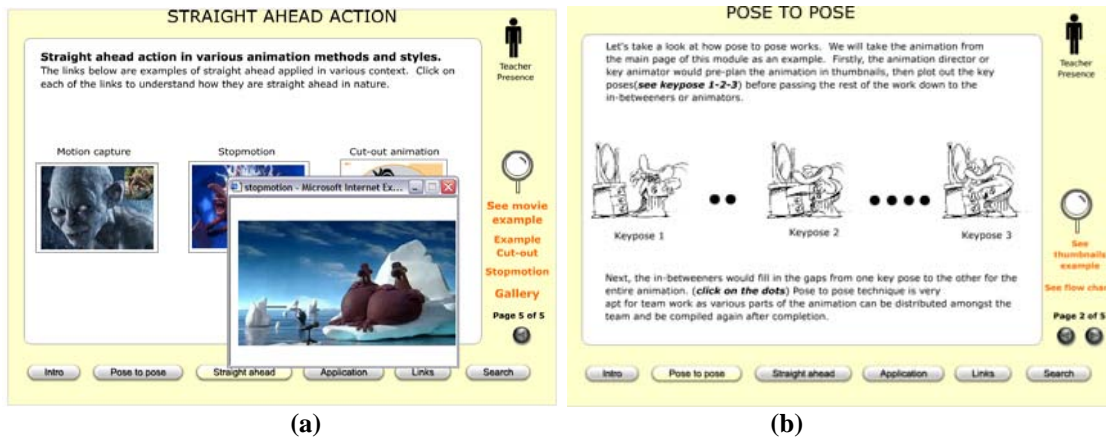 STRAIGHT AHEAD ACTION
Straight ahead action in various animation methods and styles.
The links below are examples of straight ahead applied in various context. Click on
each of the links to understand how they are straight ahead in nature.
Teacher
Presence
Motion capture
Stopmotion
Cut-out animation
stopmotion - Microsoft Internet Ex...
See movie
example
Example
Cut-out
Stopmotion
Gallery
Page 5 of 5
Intro
Pose to pose
Straight ahead
Application
Links
Search
(a)
POSE TO POSE
Let's take a look at how pose to pose works. We will take the animation from
the main page of this module as an example. Firstly, the animation director or
key animator would pre-plan the animation in thumbnails, then plot out the key
poses(see keypose 1-2-3) before passing the rest of the work down to the
in-betweeners or animators.
Teacher
Presence
Keypose 1
Keypose 2
Keypose 3
Next, the in-betweeners would fill in the gaps from one key pose to the other for the
entire animation. (click on the dots) Pose to pose technique is very
apt for team work as various parts of the animation can be distributed amongst the
team and be compiled again after completion.
See
thumbnails
example
See flow char
Page 2 of 5
Intro
Pose to pose
Straight ahead
Application
Links
Search
(b)